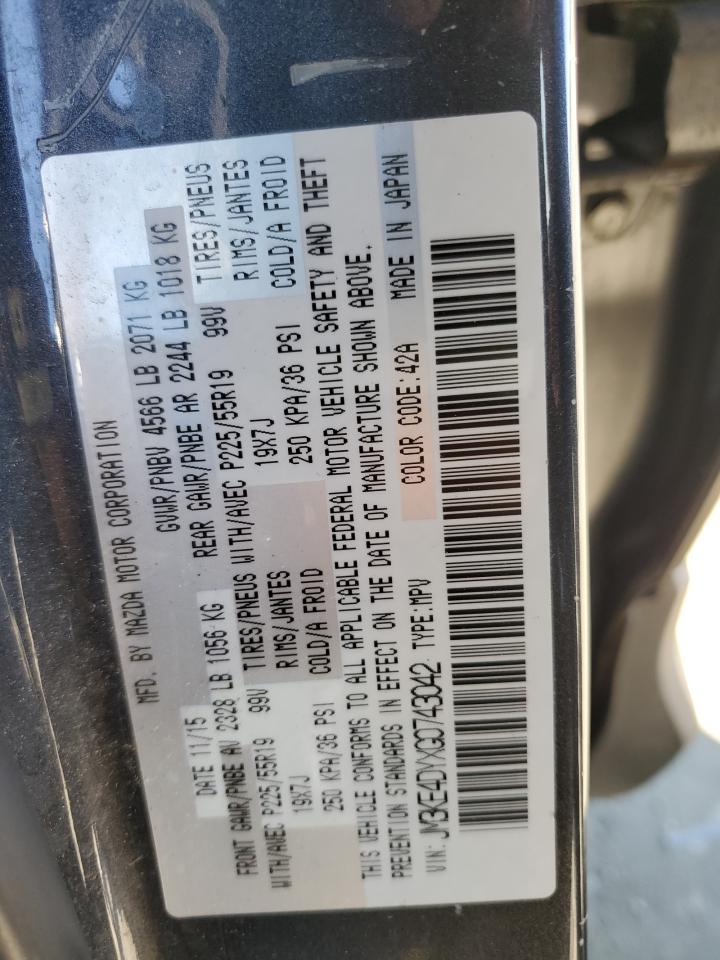 MFD. BY MAZDA MOTOR CORPORATION
DATE 11/15 GVWR/PNBV 4566 LB 2071 KG
FRONT GAWR/PNBE AV 2328 LB 1056 KG REAR GAWR/PNBE AR 2244 LB 1018 KG
WITH/AVEC P225/55R19 99V TIRES/PNEUS WITH/AVEC P225/55R19 99V TIRES/PNEUS
19X7J RIMS/JANTES 19X7J RIMS/JANTES
250 KPA/36 PSI COLD/A FROID 250 KPA/36 PSI COLD/A FROID
THIS VEHICLE CONFORMS TO ALL APPLICABLE FEDERAL MOTOR VEHICLE SAFETY AND THEFT
PREVENTION STANDARDS IN EFFECT ON THE DATE OF MANUFACTURE SHOWN ABOVE.
COLOR CODE:42A MADE IN JAPAN
VIN: JM3KE4DYXG0743042 TYPE:MPV